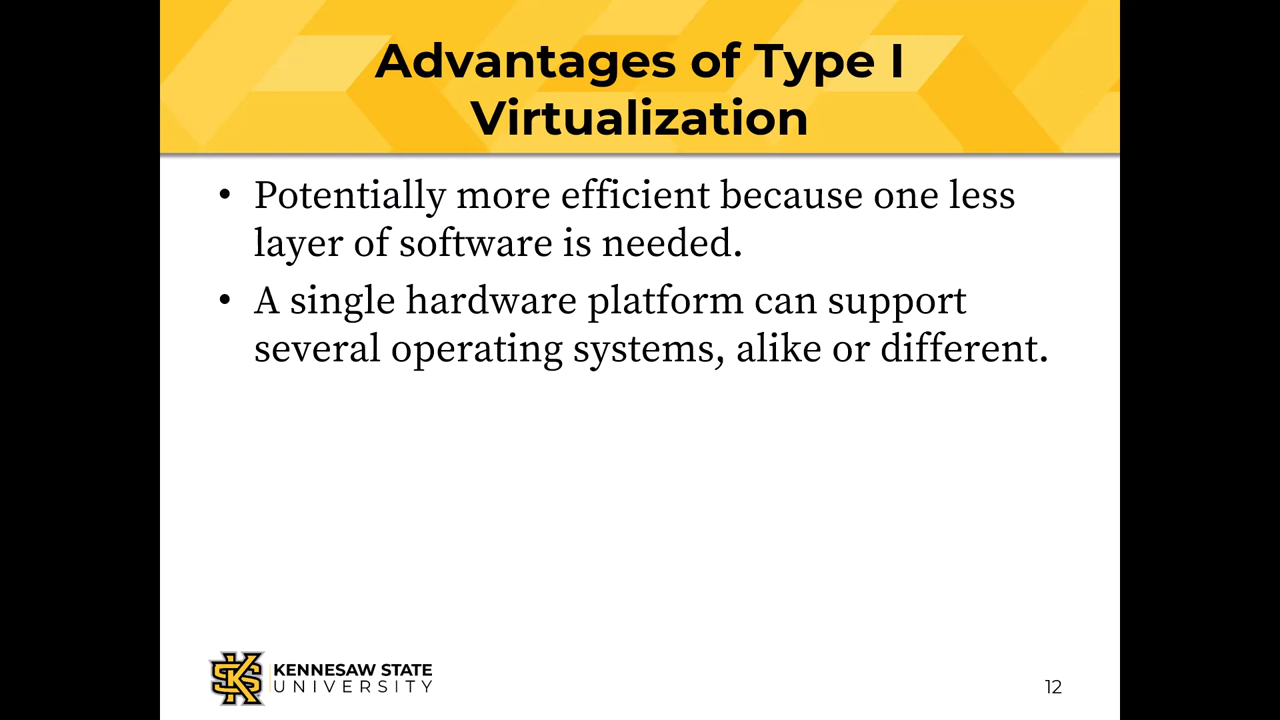 Advantages of Type I
Virtualization
• Potentially more efficient because one less
layer of software is needed.
• A single hardware platform can support
several operating systems, alike or different.
KENNESAW STATE
UNIVERSITY
12